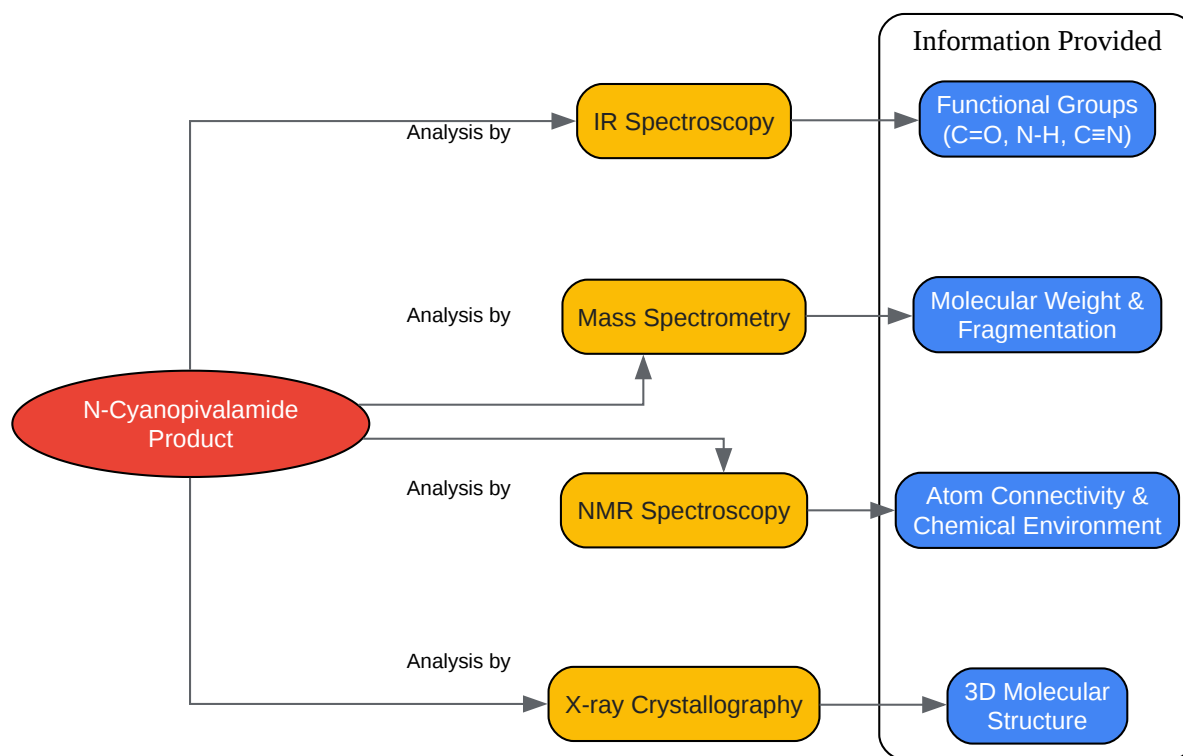 Information Provided
Analysis by
IR Spectroscopy
Functional Groups
(C=O, N-H, C≡N)
Analysis by
Mass Spectrometry
Molecular Weight &
Fragmentation
N-Cyanopivalamide
Product
Analysis by
NMR Spectroscopy
Atom Connectivity &
Chemical Environment
Analysis by
X-ray Crystallography
3D Molecular
Structure